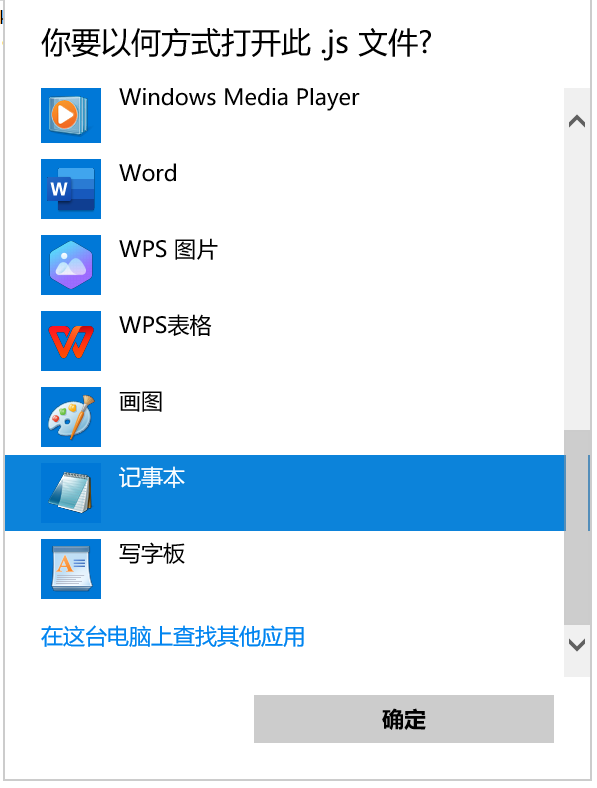 你要以何方式打开此 .js 文件?
Windows Media Player
Word
WPS 图片
WPS表格
画图
记事本
写字板
在这台电脑上查找其他应用
确定